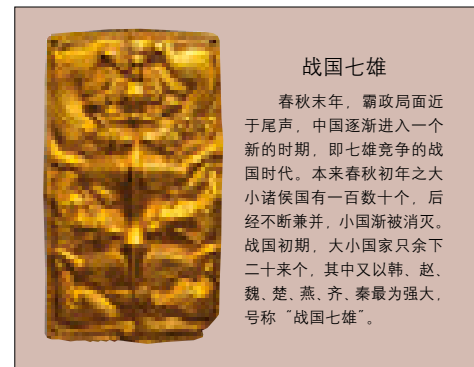 战国七雄
春秋末年，霸政局面近
于尾声，中国逐渐进入一个
新的时期，即七雄竞争的战
国时代。本来春秋初年之大
小诸侯国有一百数十个，后
经不断兼并，小国渐被消灭。
战国初期，大小国家只余下
二十来个，其中又以韩、赵、
魏、楚、燕、齐、秦最为强大，
号称“战国七雄”。